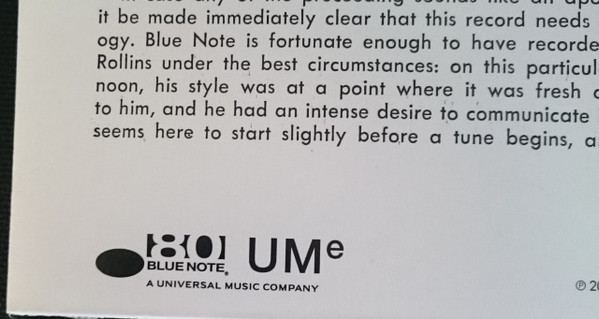 it be made immediately clear that this record needs
ogy. Blue Note is fortunate enough to have recorde
Rollins under the best circumstances: on this particul
noon, his style was at a point where it was fresh
to him, and he had an intense desire to communicate
seems here to start slightly before a tune begins, a
80
BLUE NOTE®
UMe
A UNIVERSAL MUSIC COMPANY
℗ 20